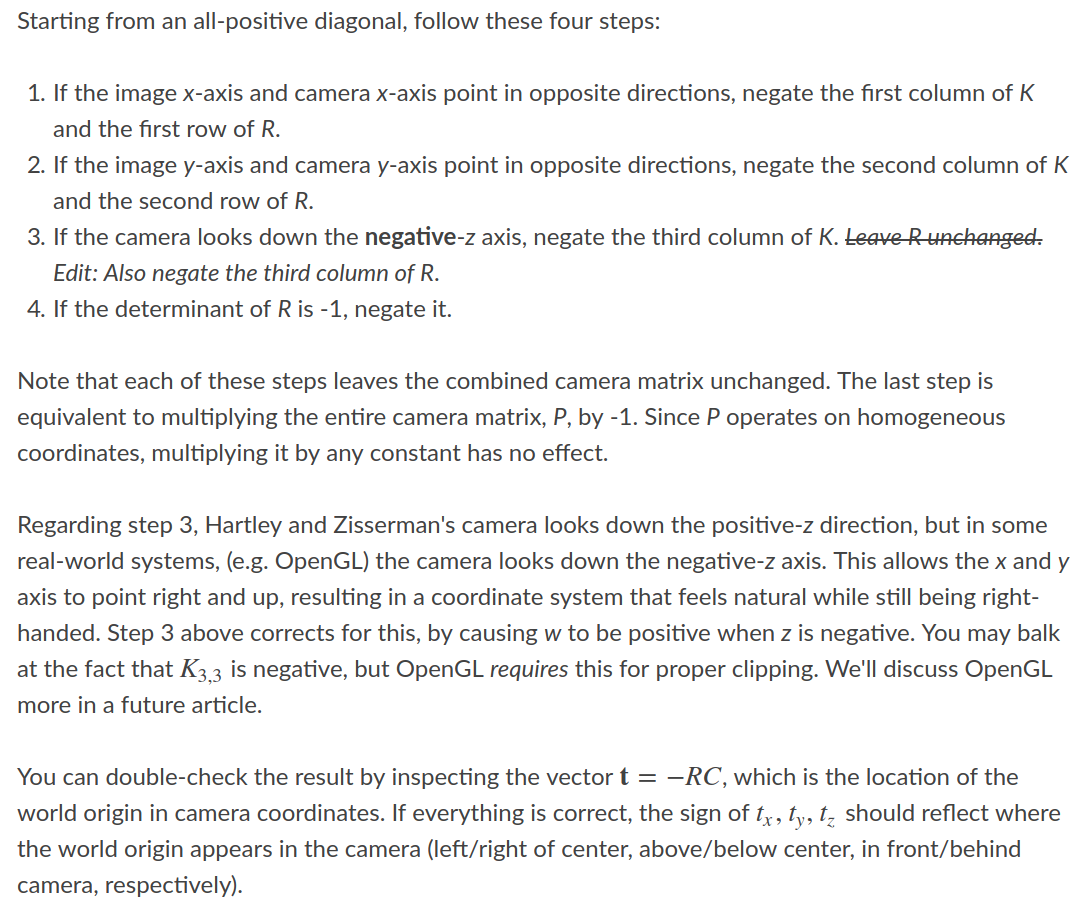 Starting from an all-positive diagonal, follow these four steps:
1. If the image x-axis and camera x-axis point in opposite directions, negate the first column of K
and the first row of R.
2. If the image y-axis and camera y-axis point in opposite directions, negate the second column of K
and the second row of R.
3. If the camera looks down the negative-z axis, negate the third column of K. Leave R unchanged.
Edit: Also negate the third column of R.
4. If the determinant of R is -1, negate it.
Note that each of these steps leaves the combined camera matrix unchanged. The last step is
equivalent to multiplying the entire camera matrix, P, by -1. Since P operates on homogeneous
coordinates, multiplying it by any constant has no effect.
Regarding step 3, Hartley and Zisserman's camera looks down the positive-z direction, but in some
real-world systems, (e.g. OpenGL) the camera looks down the negative-z axis. This allows the x and y
axis to point right and up, resulting in a coordinate system that feels natural while still being right-
handed. Step 3 above corrects for this, by causing w to be positive when z is negative. You may balk
at the fact that K₃,₃ is negative, but OpenGL requires this for proper clipping. We'll discuss OpenGL
more in a future article.
You can double-check the result by inspecting the vector t = −RC, which is the location of the
world origin in camera coordinates. If everything is correct, the sign of tₓ, t_y, t_z should reflect where
the world origin appears in the camera (left/right of center, above/below center, in front/behind
camera, respectively).